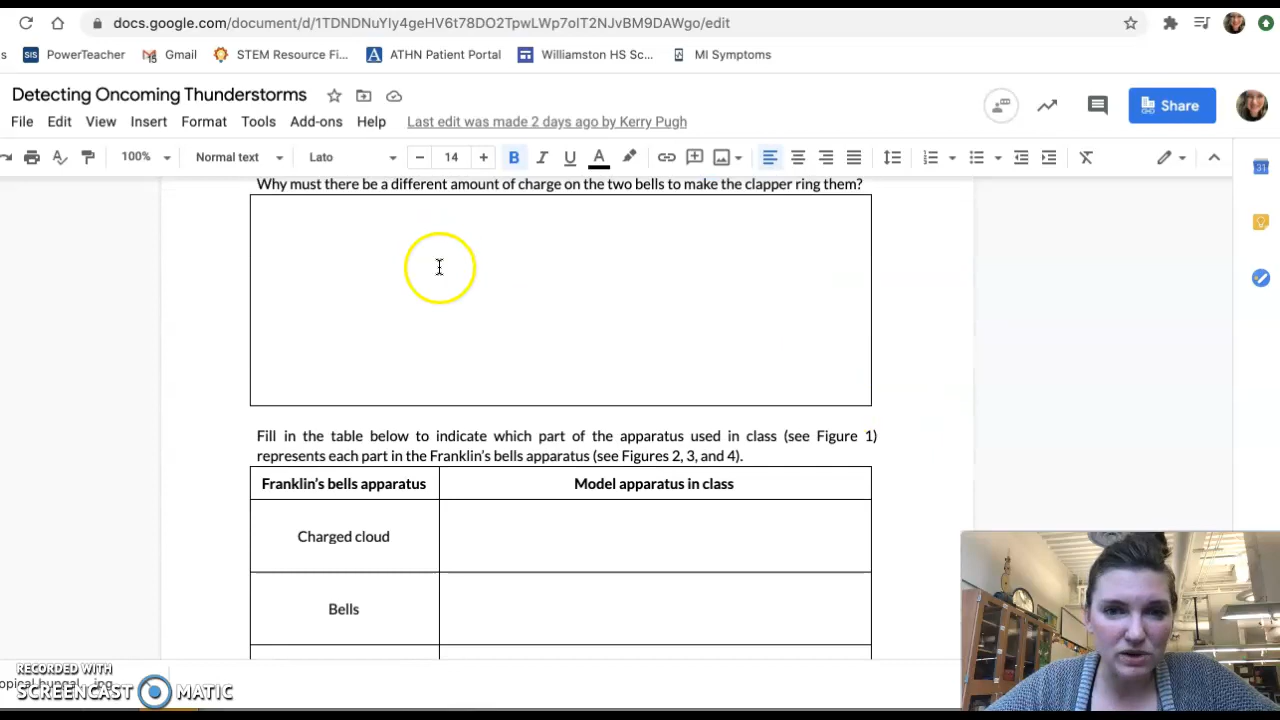 docs.google.com/document/d/1TDNDNuYIy4geHV6t78DO2TpwLWp7oIT2NJvBM9DAWgo/edit
s SIS PowerTeacher Gmail STEM Resource Fi... A ATHN Patient Portal Williamston HS Sc... MI Symptoms
Detecting Oncoming Thunderstorms
Share
File Edit View Insert Format Tools Add-ons Help Last edit was made 2 days ago by Kerry Pugh
100% Normal text Lato 14 B I U A
31
Why must there be a different amount of charge on the two bells to make the clapper ring them?
Fill in the table below to indicate which part of the apparatus used in class (see Figure 1)
represents each part in the Franklin's bells apparatus (see Figures 2, 3, and 4).
Franklin's bells apparatus Model apparatus in class
Charged cloud
Bells
RECORDED WITH
SCREENCAST MATIC